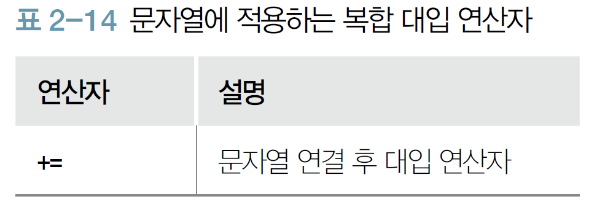 표 2-14 문자열에 적용하는 복합 대입 연산자
연산자 설명
+= 문자열 연결 후 대입 연산자